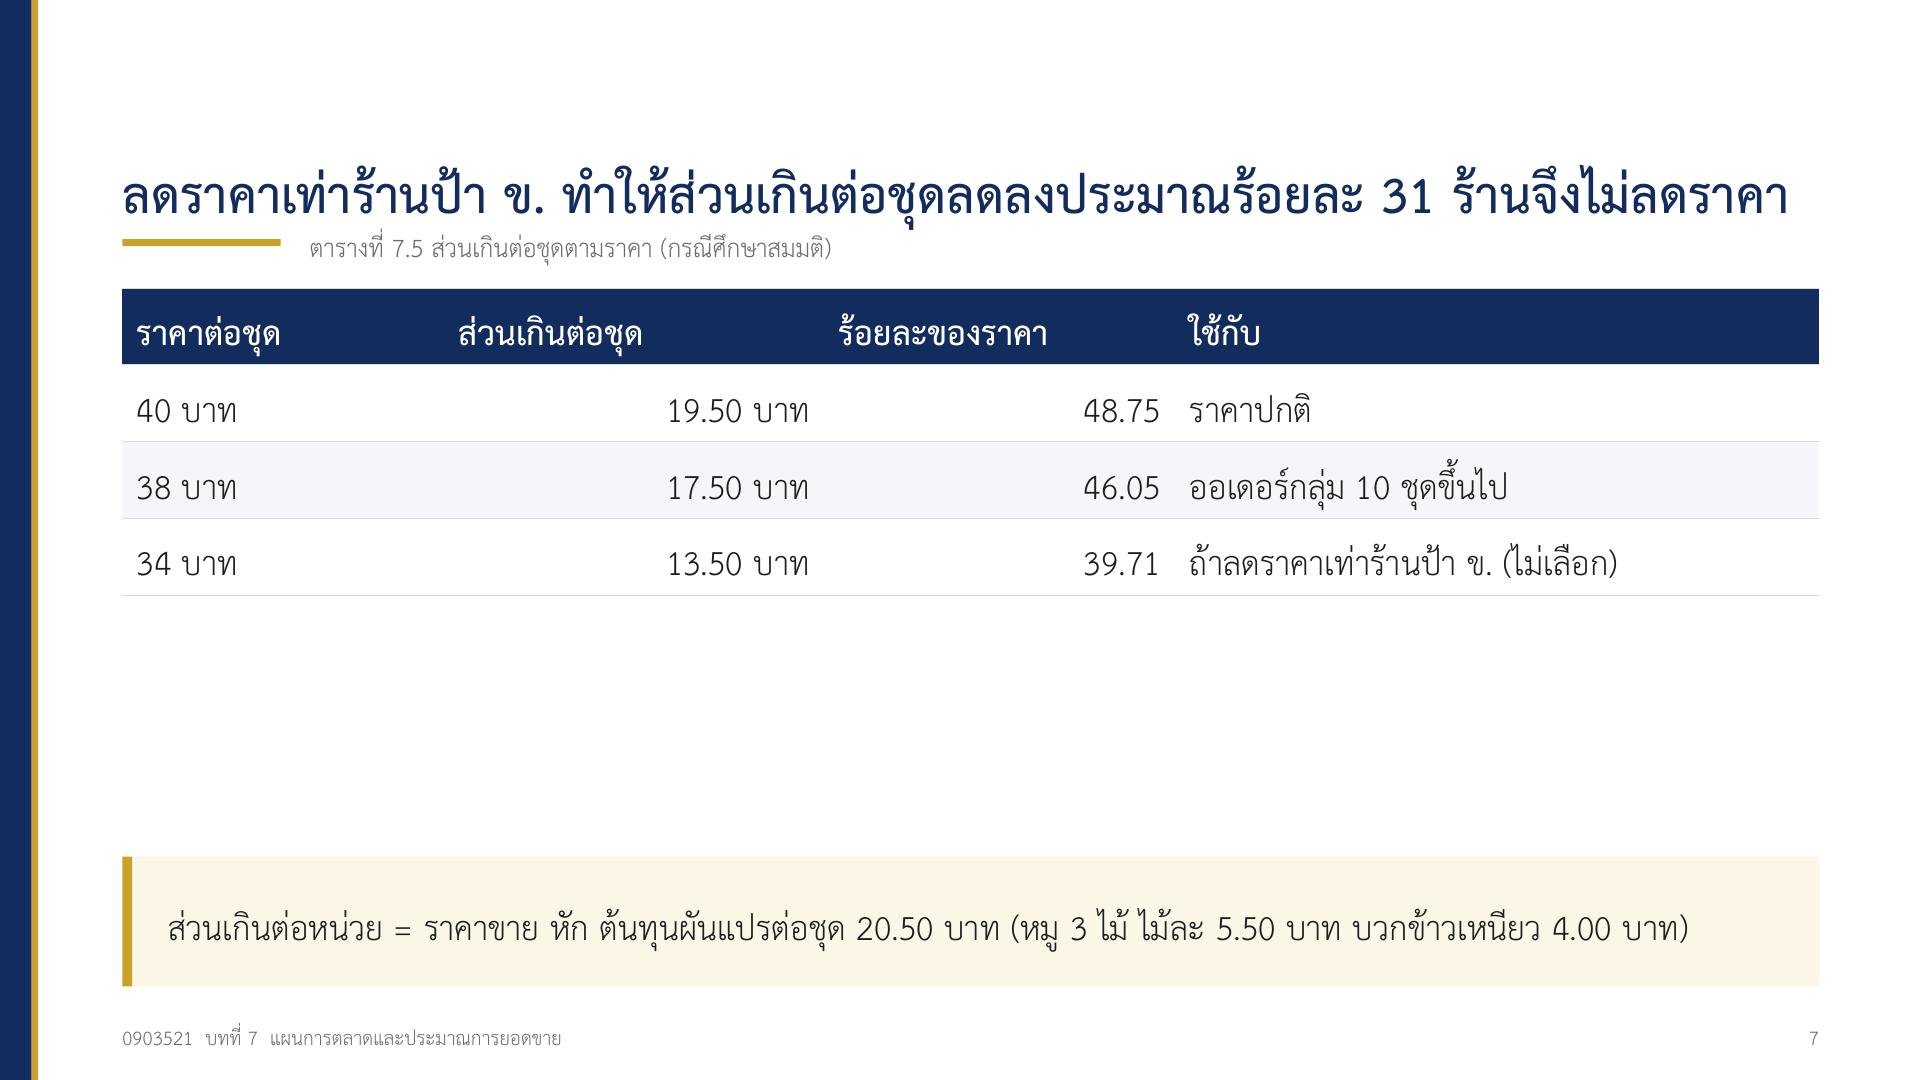 ลดราคาเท่าร้านป้า ข. ทำให้ส่วนเกินต่อชุดลดลงประมาณร้อยละ 31 ร้านจึงไม่ลดราคา
ตารางที่ 7.5 ส่วนเกินต่อชุดตามราคา (กรณีศึกษาสมมติ)
ราคาต่อชุด ส่วนเกินต่อชุด ร้อยละของราคา ใช้กับ
40 บาท 19.50 บาท 48.75 ราคาปกติ
38 บาท 17.50 บาท 46.05 ออเดอร์กลุ่ม 10 ชุดขึ้นไป
34 บาท 13.50 บาท 39.71 ถ้าลดราคาเท่าร้านป้า ข. (ไม่เลือก)
ส่วนเกินต่อหน่วย = ราคาขาย หัก ต้นทุนผันแปรต่อชุด 20.50 บาท (หมู 3 ไม้ ไม้ละ 5.50 บาท บวกข้าวเหนียว 4.00 บาท)
0903521 บทที่ 7 แผนการตลาดและประมาณการยอดขาย 7